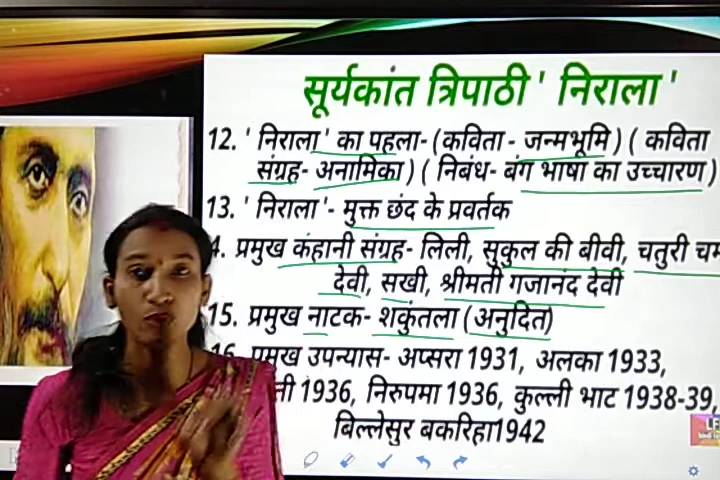 सूर्यकांत त्रिपाठी ' निराला '
12. ' निराला ' का पहला- (कविता - जन्मभूमि ) ( कविता
संग्रह- अनामिका ) ( निबंध- बंग भाषा का उच्चारण )
13. ' निराला '- मुक्त छंद के प्रवर्तक
4. प्रमुख कंहानी संग्रह- लिली, सुकुल की बीवी, चतुरी
देवी, सखी, श्रीमती गजानंद देवी
15. प्रमुख नाटक- शकुंतला (अनुदित)
16. प्रमुख उपन्यास- अप्सरा 1931, अलका 1933,
1936, निरुपमा 1936, कुल्ली भाट 1938-39,
बिल्लेसुर बकरिहा1942